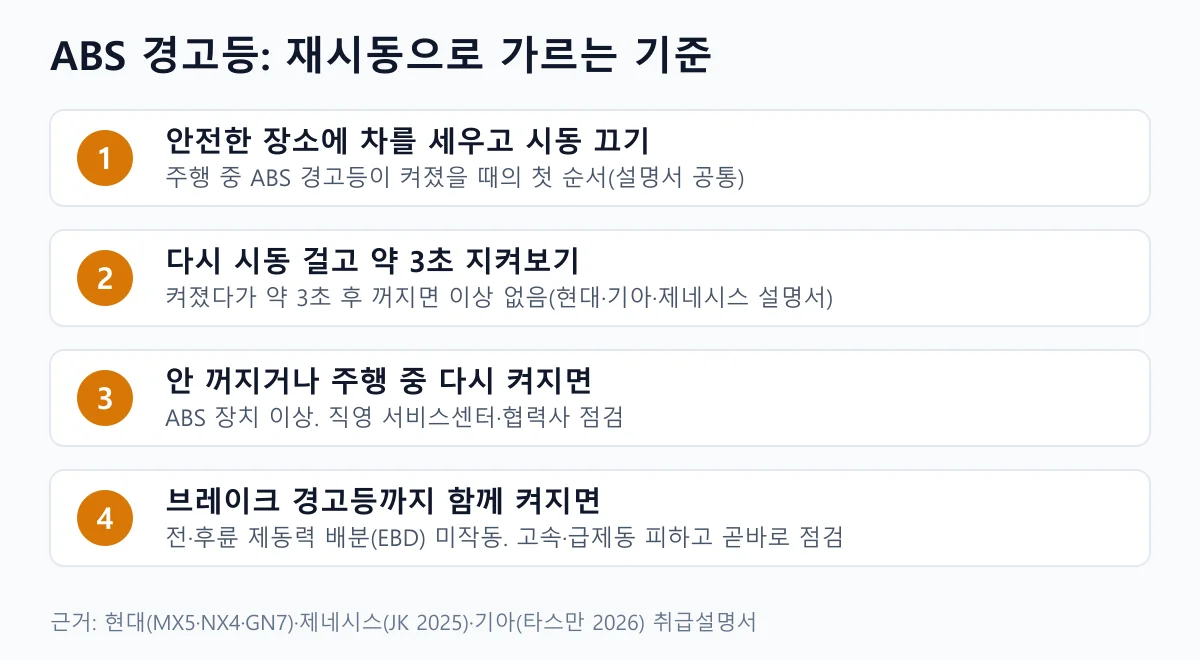 ABS 경고등: 재시동으로 가르는 기준
1
안전한 장소에 차를 세우고 시동 끄기
주행 중 ABS 경고등이 켜졌을 때의 첫 순서(설명서 공통)
2
다시 시동 걸고 약 3초 지켜보기
켜졌다가 약 3초 후 꺼지면 이상 없음(현대·기아·제네시스 설명서)
3
안 꺼지거나 주행 중 다시 켜지면
ABS 장치 이상. 직영 서비스센터·협력사 점검
4
브레이크 경고등까지 함께 켜지면
전·후륜 제동력 배분(EBD) 미작동. 고속·급제동 피하고 곧바로 점검
근거: 현대(MX5·NX4·GN7)·제네시스(JK 2025)·기아(타스만 2026) 취급설명서